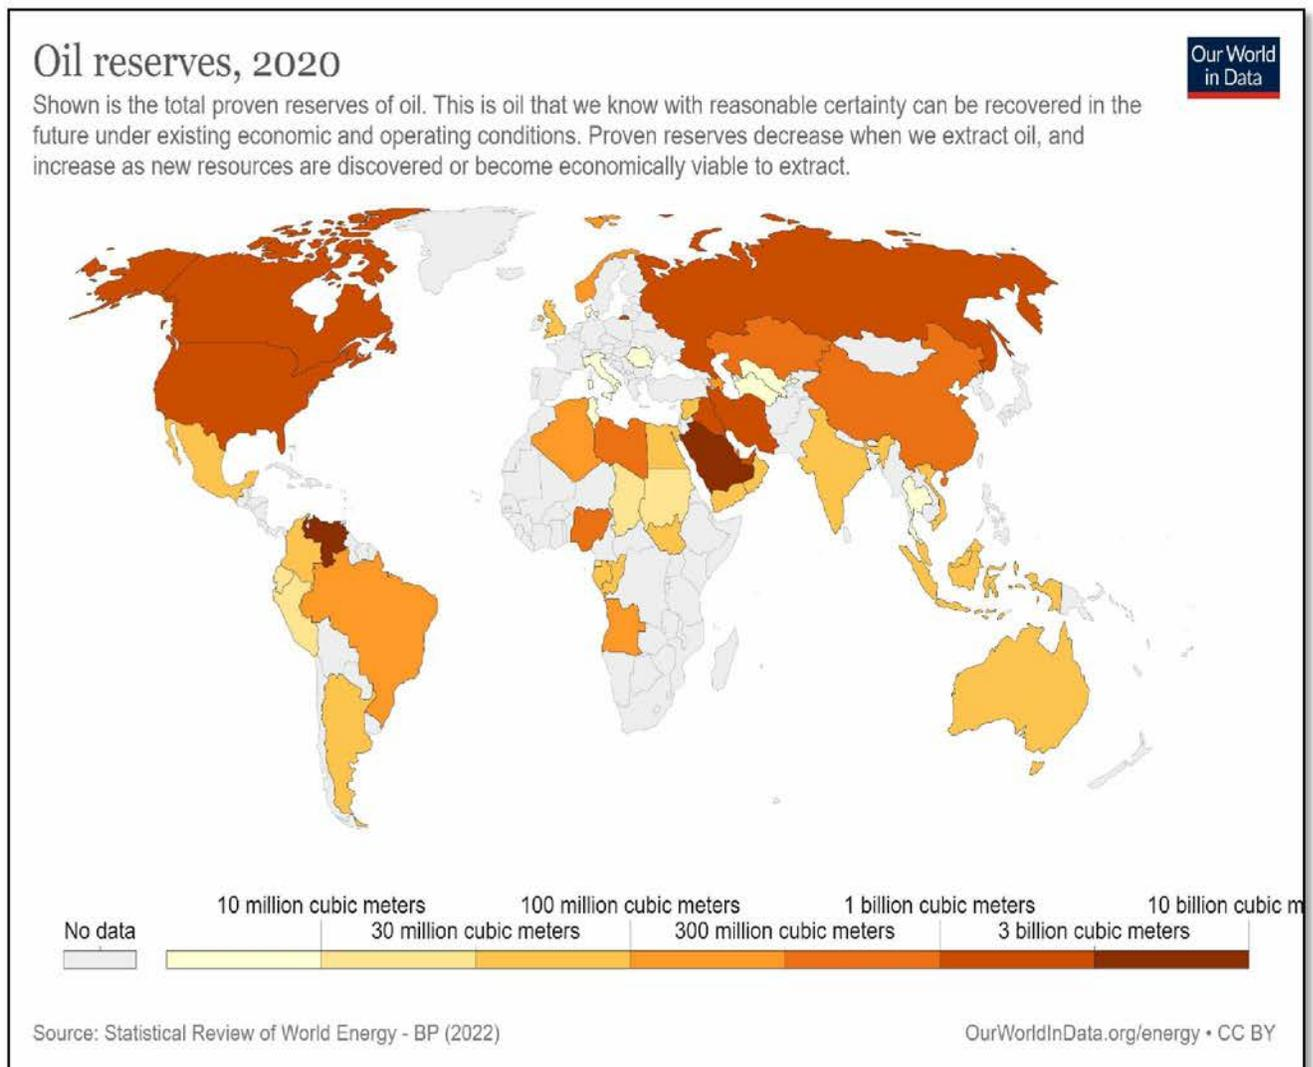 Oil reserves, 2020
Our World
in Data
Shown is the total proven reserves of oil. This is oil that we know with reasonable certainty can be recovered in the
future under existing economic and operating conditions. Proven reserves decrease when we extract oil, and
increase as new resources are discovered or become economically viable to extract.
10 million cubic meters
100 million cubic meters
1 billion cubic meters
10 billion cubic m
No data
30 million cubic meters
300 million cubic meters
3 billion cubic meters
Source: Statistical Review of World Energy - BP (2022)
OurWorldInData.org/energy • CC BY